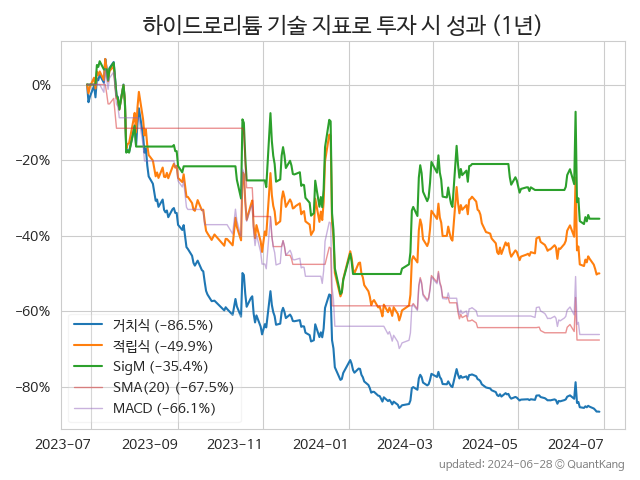 하이드로리튬 기술 지표로 투자 시 성과 (1년)
0%
−20%
−40%
−60%
−80%
거치식 (−86.5%)
적립식 (−49.9%)
SigM (−35.4%)
SMA(20) (−67.5%)
MACD (−66.1%)
2023-07
2023-09
2023-11
2024-01
2024-03
2024-05
2024-07
updated: 2024-06-28 © QuantKang